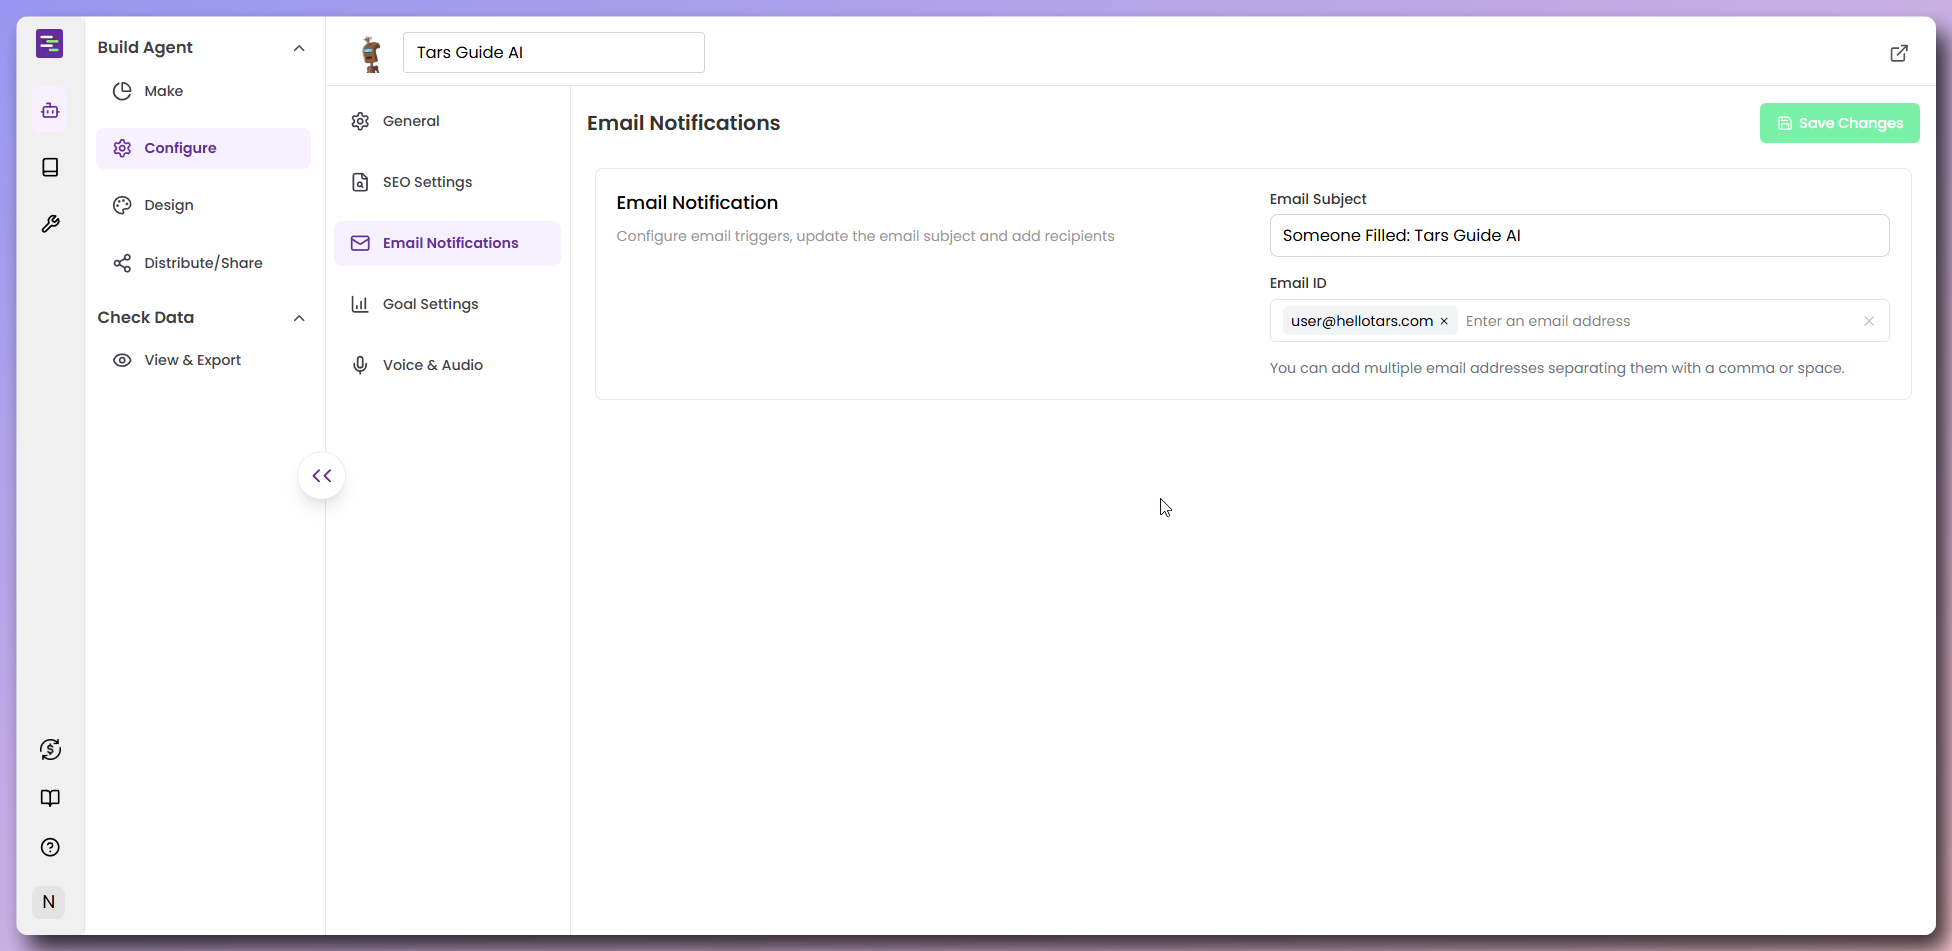 Build Agent
Make
Configure
Design
Distribute/Share
Check Data
View & Export
N
Tars Guide AI
General
SEO Settings
Email Notifications
Goal Settings
Voice & Audio
Email Notifications
Save Changes
Email Notification
Configure email triggers, update the email subject and add recipients
Email Subject
Someone Filled: Tars Guide AI
Email ID
user@hellotars.com × Enter an email address
You can add multiple email addresses separating them with a comma or space.